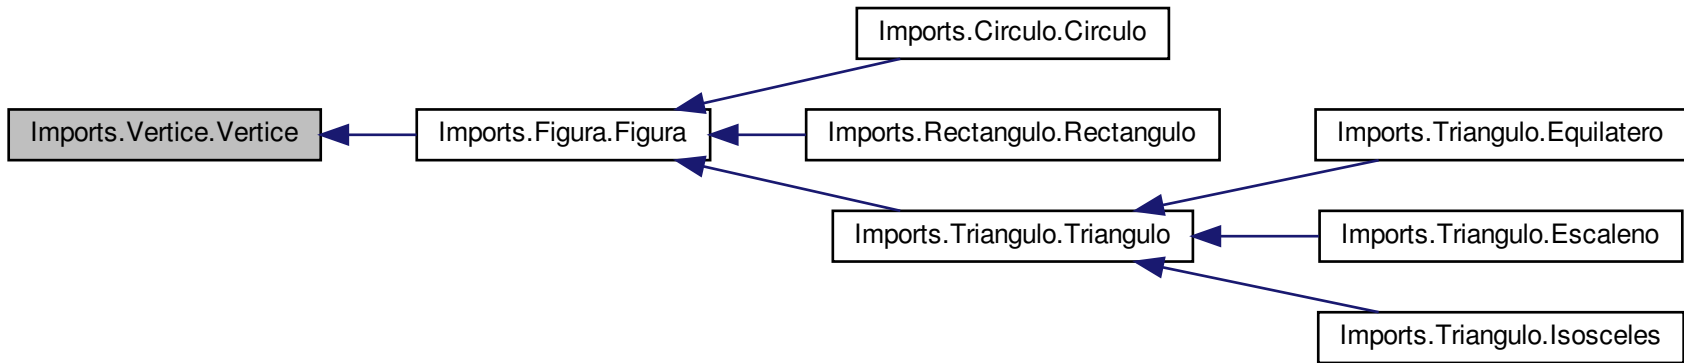 Imports.Circulo.Circulo
Imports.Vertice.Vertice
Imports.Figura.Figura
Imports.Rectangulo.Rectangulo
Imports.Triangulo.Equilatero
Imports.Triangulo.Triangulo
Imports.Triangulo.Escaleno
Imports.Triangulo.Isosceles